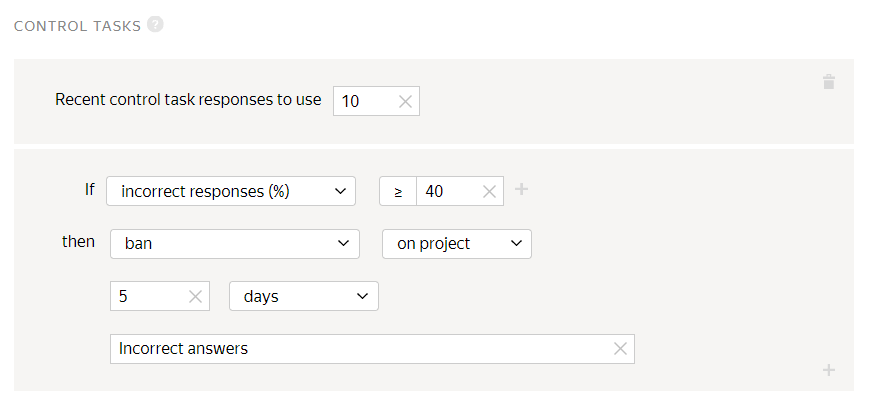 CONTROL TASKS ?
Recent control task responses to use 10
If incorrect responses (%) ≥ 40
then ban on project
5 days
Incorrect answers